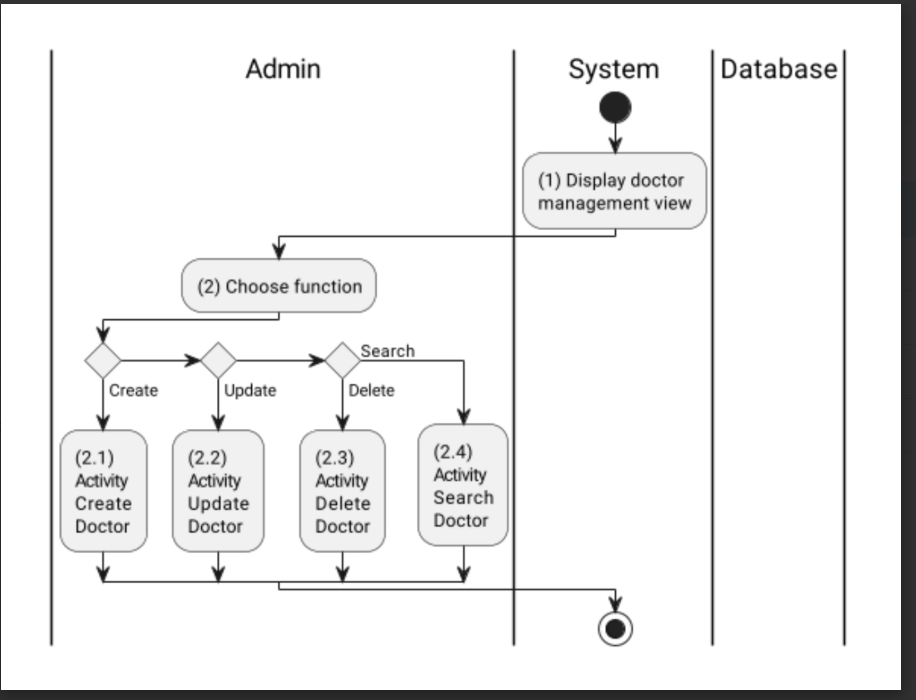 Admin
System
Database
(1) Display doctor
management view
(2) Choose function
Search
Create
Update
Delete
(2.1)
Activity
Create
Doctor
(2.2)
Activity
Update
Doctor
(2.3)
Activity
Delete
Doctor
(2.4)
Activity
Search
Doctor